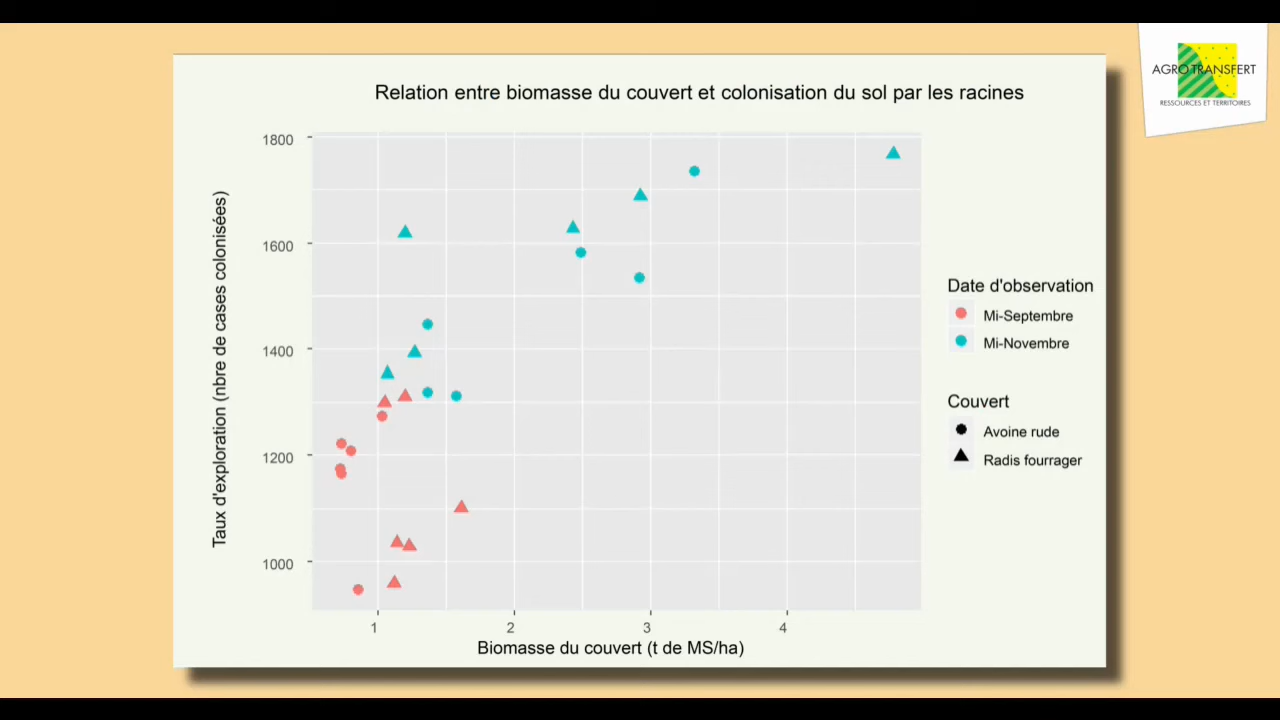 AGRO TRANSFERT
RESSOURCES ET TERRITOIRES
Relation entre biomasse du couvert et colonisation du sol par les racines
Taux d'exploration (nbre de cases colonisées)
1800
1600
1400
1200
1000
1
2
3
4
Biomasse du couvert (t de MS/ha)
Date d'observation
Mi-Septembre
Mi-Novembre
Couvert
Avoine rude
Radis fourrager